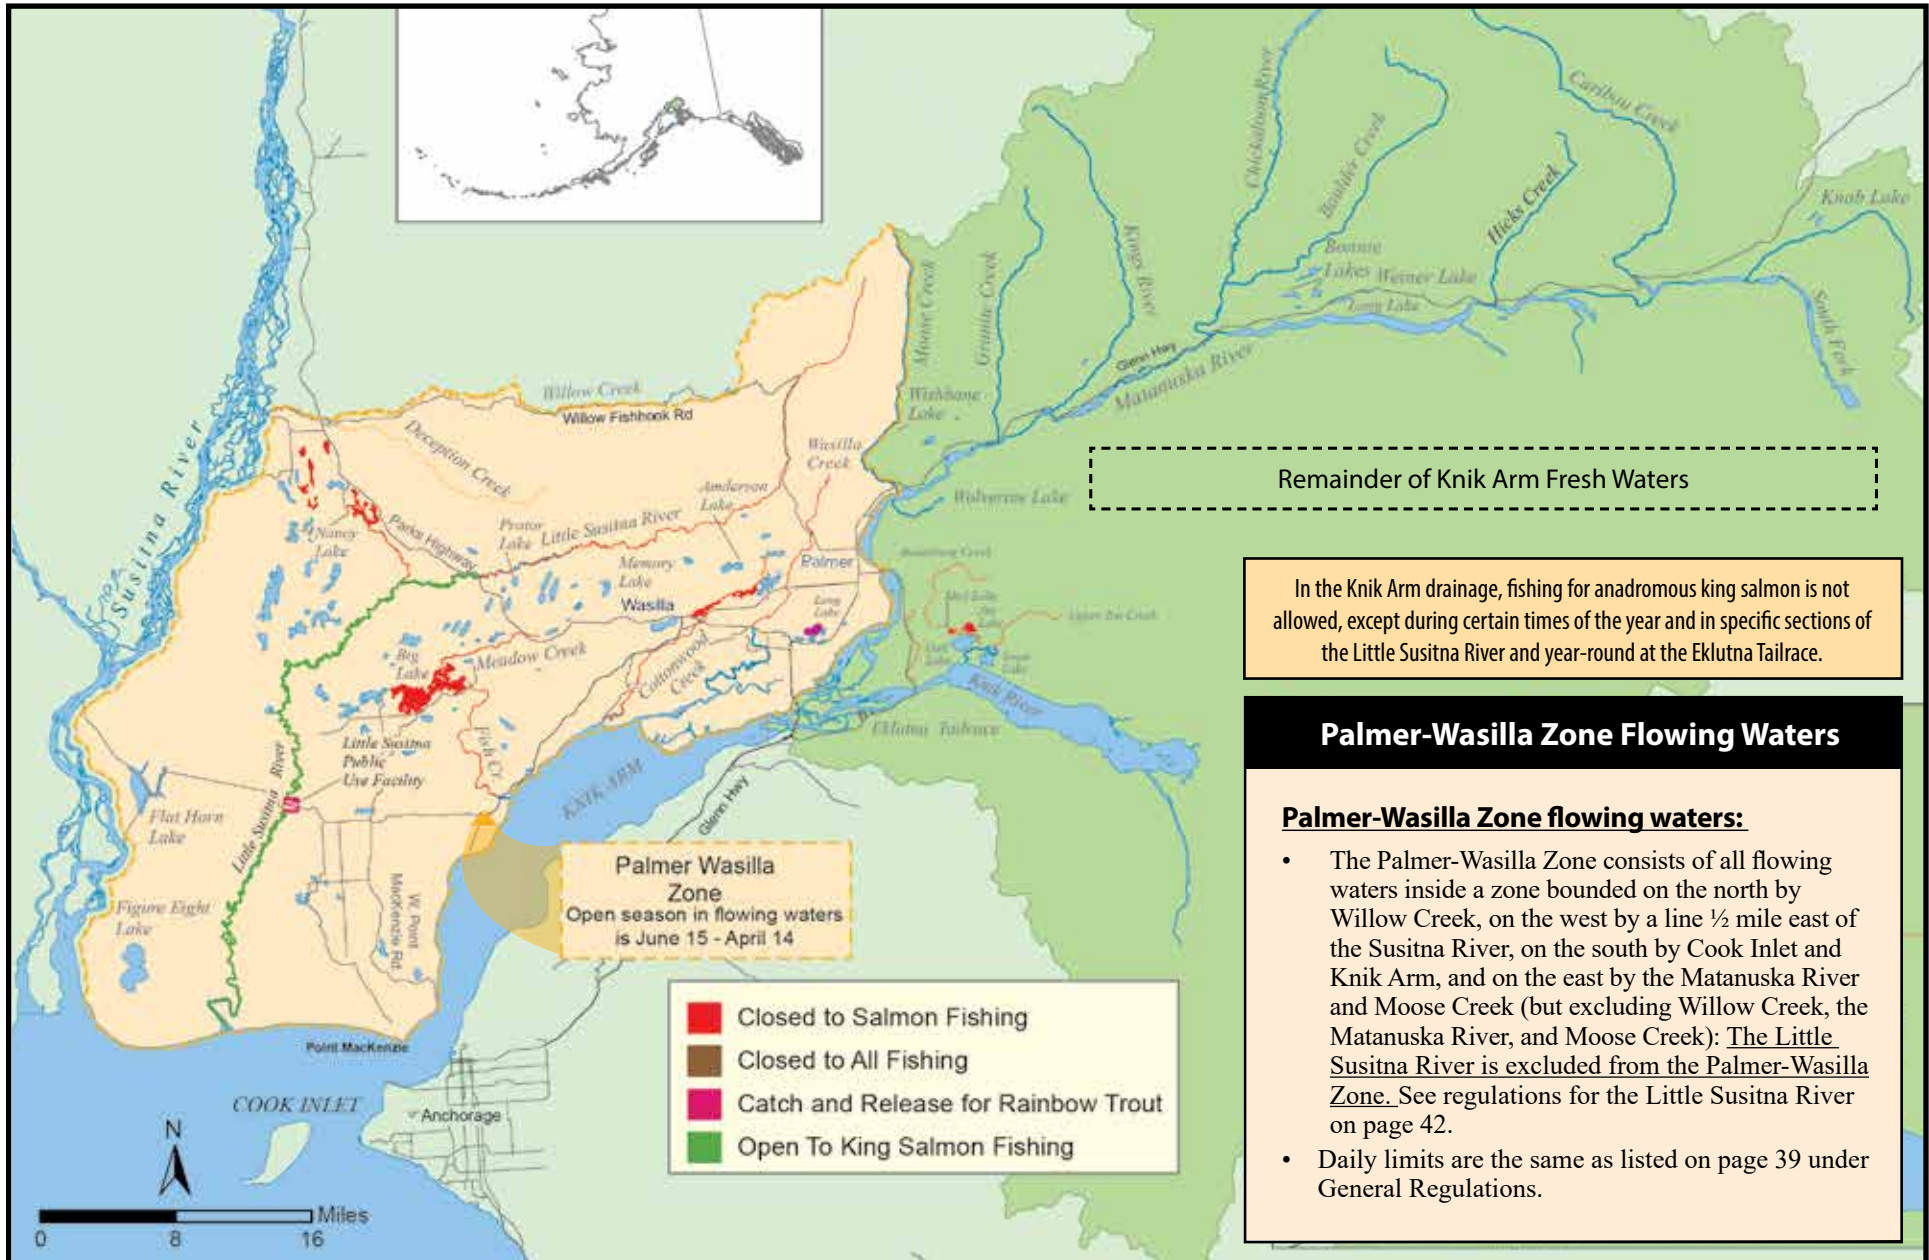 Susitna River
Willow Creek
Willow Fishhook Rd
Deception Creek
Nancy
Lake
Parks Highway
Prator
Lake
Little Susitna River
Anderson
Lake
Wasilla
Creek
Memory
Lake
Wasilla
Palmer
Long
Lake
Big
Lake
Meadow Creek
Cottonwood
Creek
Fish Cr
Little Susitna
Public
Use Facility
Little Susitna River
Flat Horn
Lake
Figure Eight
Lake
W. Point
MacKenzie Rd.
Point MacKenzie
KNIK ARM
Glenn Hwy
COOK INLET
Anchorage
N
Miles
0
8
16
Moose Creek
Granite Creek
Kings River
Chickaloon River
Boulder Creek
Caribou Creek
Hicks Creek
Knob Lake
South Fork
Bonnie
Lakes
Weiner Lake
Long Lake
Glenn Hwy
Matanuska River
Wishbone
Lake
Wolverine Lake
Knik River
Eklutna Tailrace
Palmer Wasilla
Zone
Open season in flowing waters
is June 15 - April 14
Closed to Salmon Fishing
Closed to All Fishing
Catch and Release for Rainbow Trout
Open To King Salmon Fishing
Remainder of Knik Arm Fresh Waters
In the Knik Arm drainage, fishing for anadromous king salmon is not
allowed, except during certain times of the year and in specific sections of
the Little Susitna River and year-round at the Eklutna Tailrace.
Palmer-Wasilla Zone Flowing Waters
Palmer-Wasilla Zone flowing waters:
• The Palmer-Wasilla Zone consists of all flowing
waters inside a zone bounded on the north by
Willow Creek, on the west by a line ½ mile east of
the Susitna River, on the south by Cook Inlet and
Knik Arm, and on the east by the Matanuska River
and Moose Creek (but excluding Willow Creek, the
Matanuska River, and Moose Creek): The Little
Susitna River is excluded from the Palmer-Wasilla
Zone. See regulations for the Little Susitna River
on page 42.
• Daily limits are the same as listed on page 39 under
General Regulations.